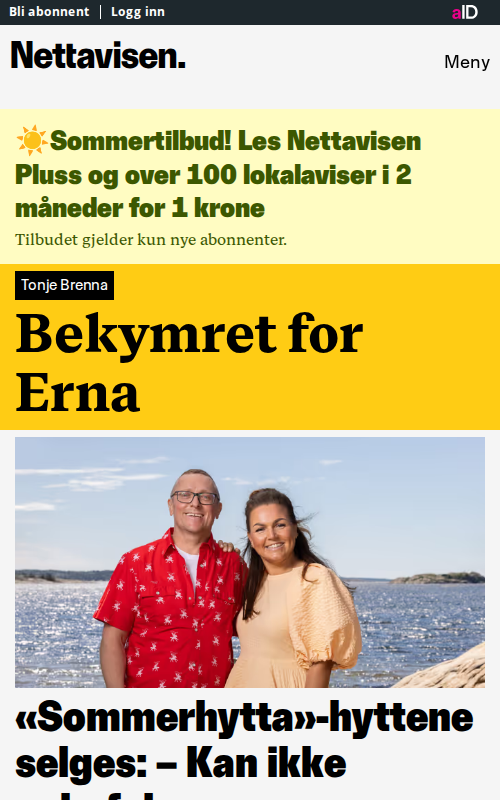 Bli abonnent | Logg inn
aID
Nettavisen.
Meny
☀️Sommertilbud! Les Nettavisen
Pluss og over 100 lokalaviser i 2
måneder for 1 krone
Tilbudet gjelder kun nye abonnenter.
Tonje Brenna
Bekymret for
Erna
«Sommerhytta»-hyttene
selges: – Kan ikke